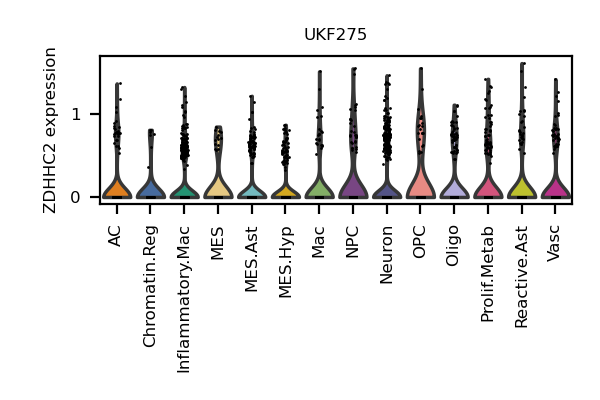 UKF275
ZDHHC2 expression
1
0
AC
Chromatin.Reg
Inflammatory.Mac
MES
MES.Ast
MES.Hyp
Mac
NPC
Neuron
OPC
Oligo
Prolif.Metab
Reactive.Ast
Vasc